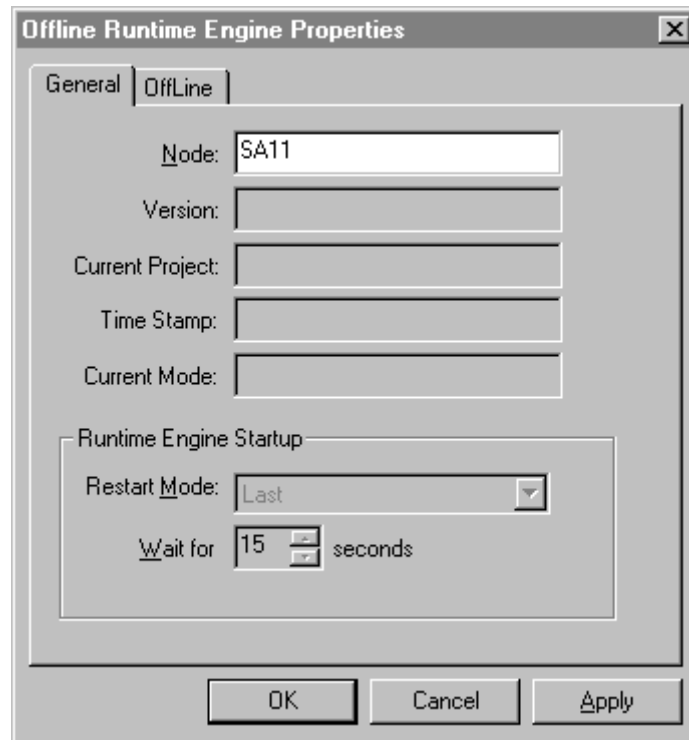 Offline Runtime Engine Properties
General OffLine
Node: SA11
Version:
Current Project:
Time Stamp:
Current Mode:
Runtime Engine Startup
Restart Mode: Last
Wait for 15 seconds
OK Cancel Apply